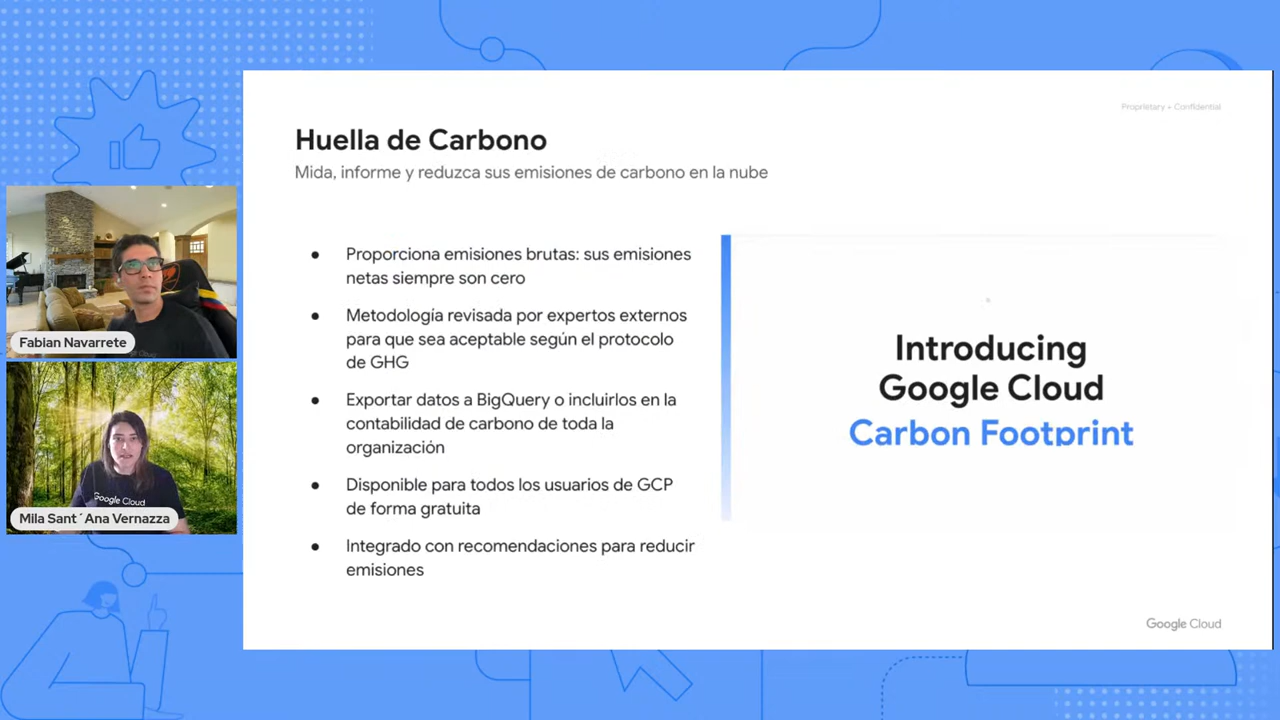 Proprietary + Confidential
Huella de Carbono
Mida, informe y reduzca sus emisiones de carbono en la nube
● Proporciona emisiones brutas: sus emisiones
netas siempre son cero
● Metodología revisada por expertos externos
para que sea aceptable según el protocolo
de GHG
● Exportar datos a BigQuery o incluirlos en la
contabilidad de carbono de toda la
organización
● Disponible para todos los usuarios de GCP
de forma gratuita
● Integrado con recomendaciones para reducir
emisiones
Introducing
Google Cloud
Carbon Footprint
Google Cloud
Fabian Navarrete
Google Cloud
Mila Sant´Ana Vernazza